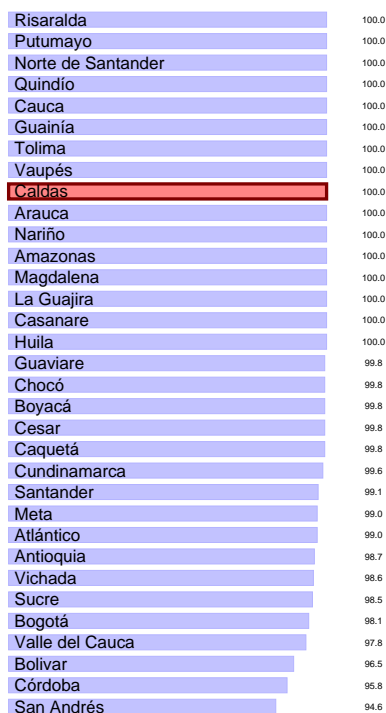 Risaralda 100.0
Putumayo 100.0
Norte de Santander 100.0
Quindío 100.0
Cauca 100.0
Guainía 100.0
Tolima 100.0
Vaupés 100.0
Caldas 100.0
Arauca 100.0
Nariño 100.0
Amazonas 100.0
Magdalena 100.0
La Guajira 100.0
Casanare 100.0
Huila 100.0
Guaviare 99.8
Chocó 99.8
Boyacá 99.8
Cesar 99.8
Caquetá 99.8
Cundinamarca 99.6
Santander 99.1
Meta 99.0
Atlántico 99.0
Antioquia 98.7
Vichada 98.6
Sucre 98.5
Bogotá 98.1
Valle del Cauca 97.8
Bolivar 96.5
Córdoba 95.8
San Andrés 94.6